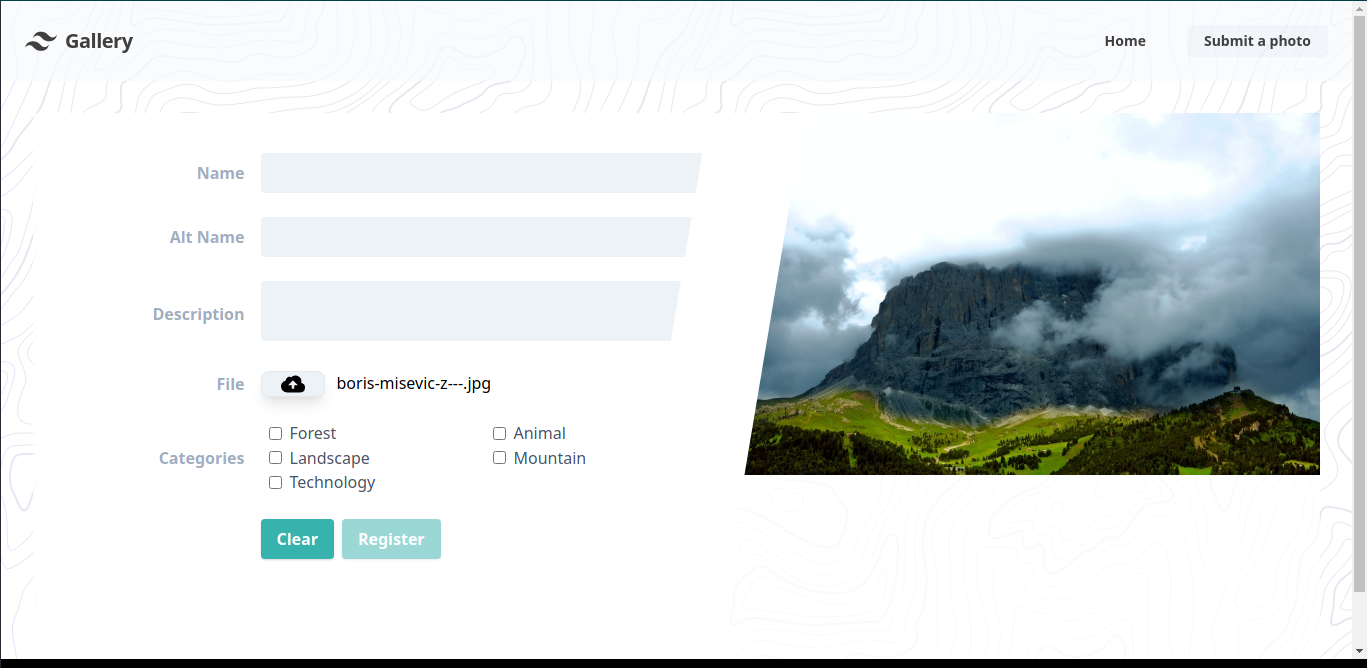 Gallery
Home
Submit a photo
Name
Alt Name
Description
File
boris-misevic-z---.jpg
Categories
Forest
Animal
Landscape
Mountain
Technology
Clear
Register